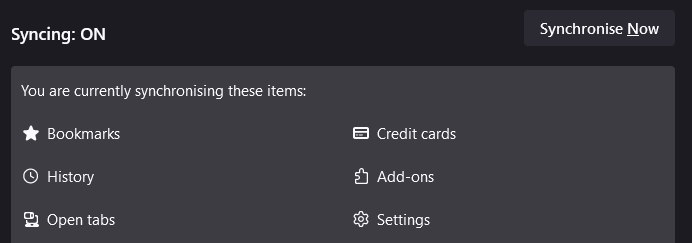 Syncing: ON
Synchronise Now
You are currently synchronising these items:
Bookmarks
Credit cards
History
Add-ons
Open tabs
Settings